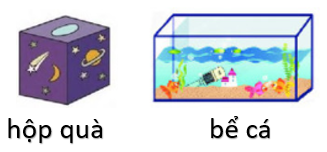 hộp quà
bể cá